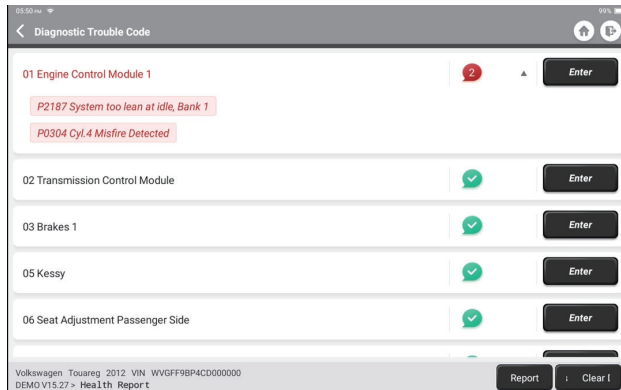 05:50 PM
99%
Diagnostic Trouble Code
01 Engine Control Module 1
2
Enter
P2187 System too lean at idle, Bank 1
P0304 Cyl.4 Misfire Detected
02 Transmission Control Module
Enter
03 Brakes 1
Enter
05 Kessy
Enter
06 Seat Adjustment Passenger Side
Enter
Volkswagen Touareg 2012 VIN WVGFF9BP4CD000000
DEMO V15.27 > Health Report
Report
Clear